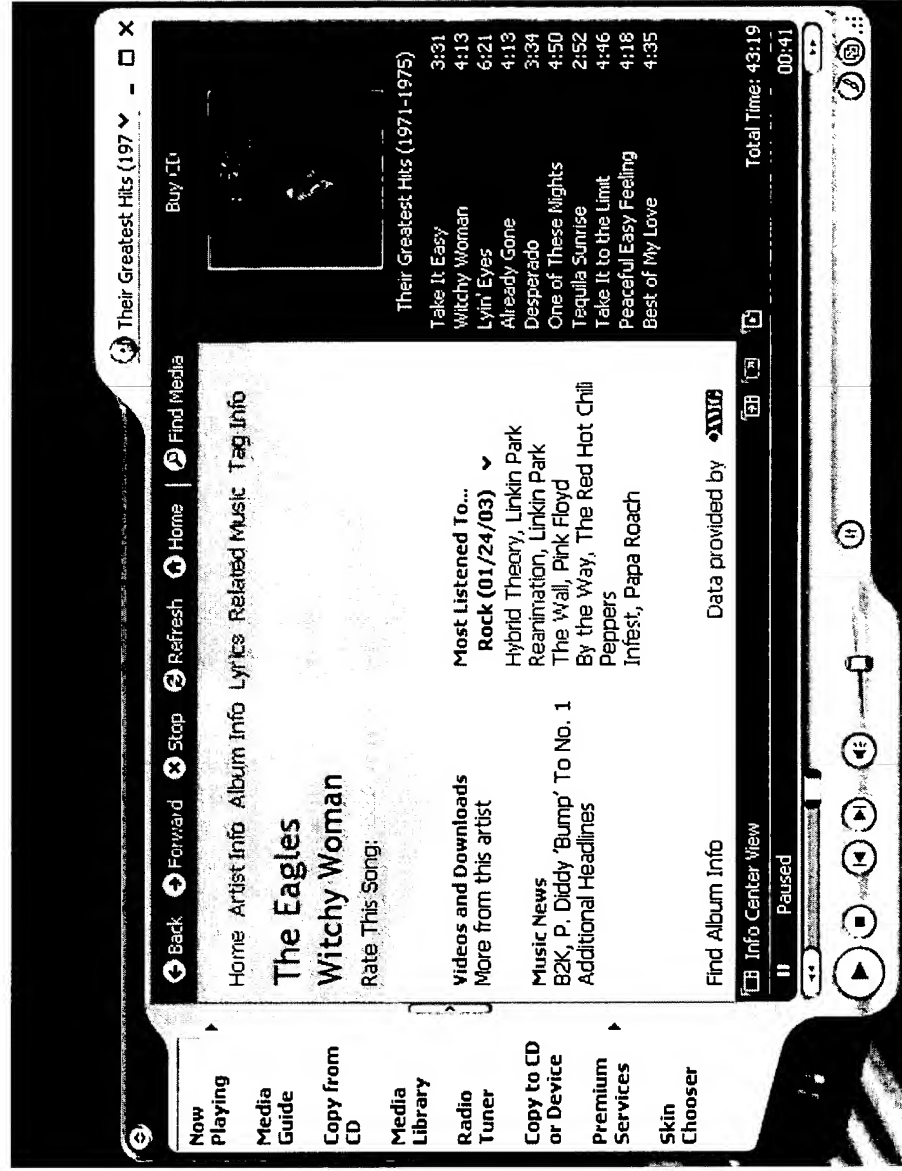 Their Greatest Hits (197
Back Forward Stop Refresh Home Find Media
Buy CD
Now
Playing
Media
Guide
Copy from
CD
Media
Library
Radio
Tuner
Copy to CD
or Device
Premium
Services
Skin
Chooser
Home Artist Info Album Info Lyrics Related Music Tag Info
The Eagles
Witchy Woman
Rate This Song:
Videos and Downloads
More from this artist
Music News
B2K, P. Diddy 'Bump' To No. 1
Additional Headlines
Most Listened To...
Rock (01/24/03)
Hybrid Theory, Linkin Park
Reanimation, Linkin Park
The Wall, Pink Floyd
By the Way, The Red Hot Chili
Peppers
Infest, Papa Roach
Find Album Info
Data provided by
Their Greatest Hits (1971-1975)
Take It Easy 3:31
Witchy Woman 4:13
Lyin' Eyes 6:21
Already Gone 4:13
Desperado 3:34
One of These Nights 4:50
Tequila Sunrise 2:52
Take It to the Limit 4:46
Peaceful Easy Feeling 4:18
Best of My Love 4:35
Info Center View
Total Time: 43:19
Paused
00:41